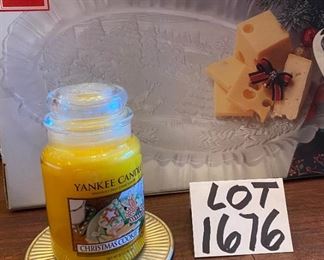 YANKEE CANDLE
CHRISTMAS COOKIE
LOT
1676